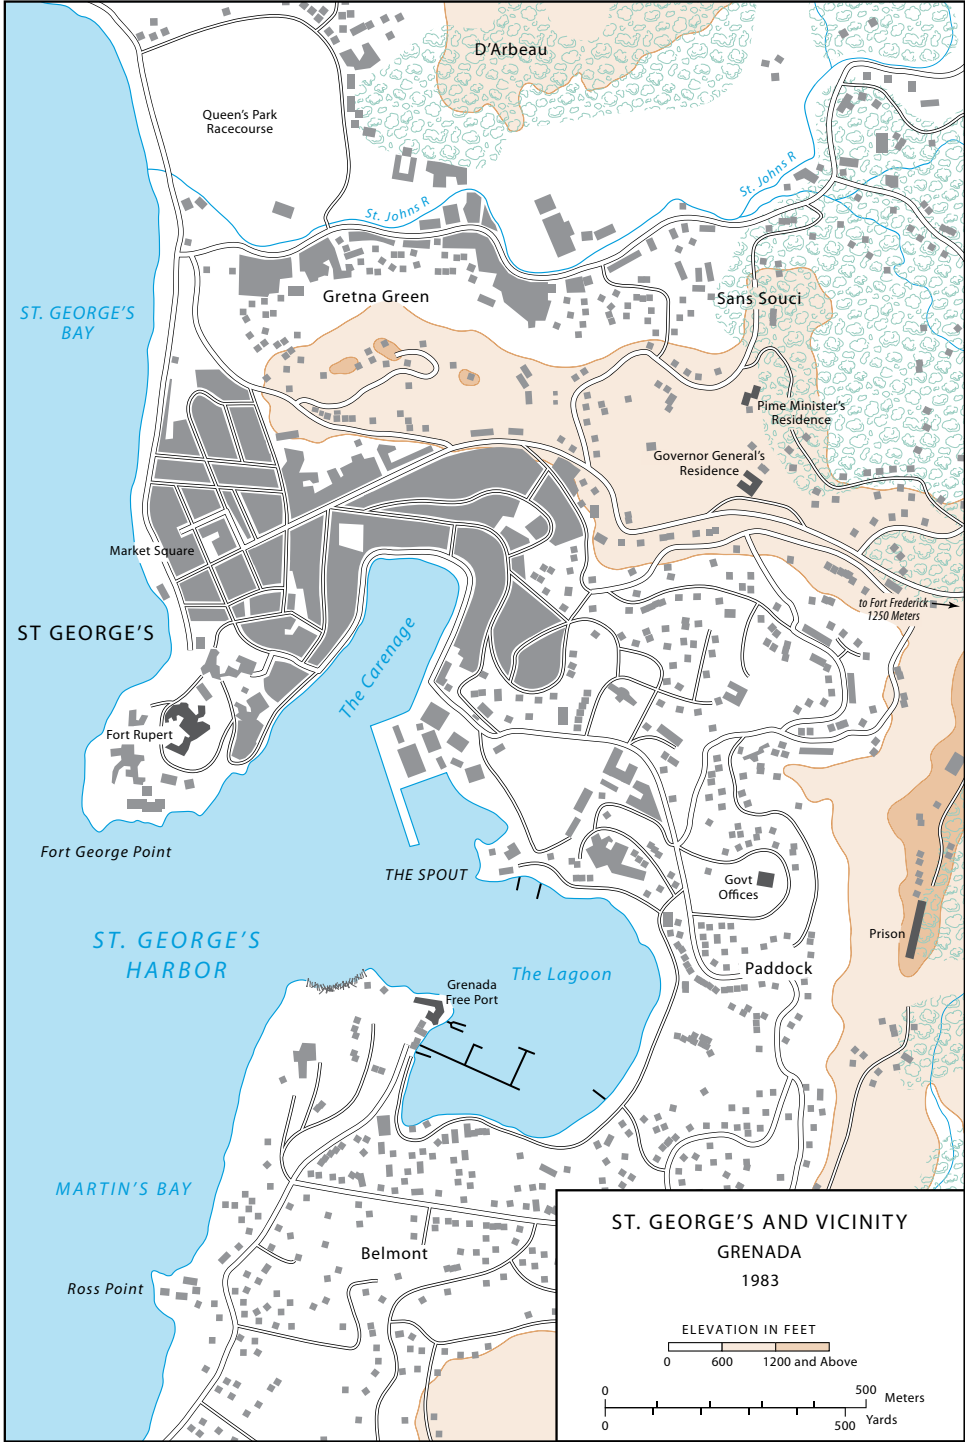 D'Arbeau
Queen's Park
Racecourse
St. Johns R
St. Johns R
ST. GEORGE'S
BAY
Gretna Green
Sans Souci
Pime Minister's
Residence
Governor General's
Residence
Market Square
to Fort Frederick
1250 Meters
ST GEORGE'S
The Carenage
Fort Rupert
Fort George Point
THE SPOUT
Govt
Offices
Prison
ST. GEORGE'S
HARBOR
The Lagoon
Paddock
Grenada
Free Port
MARTIN'S BAY
Belmont
Ross Point
ST. GEORGE'S AND VICINITY
GRENADA
1983
ELEVATION IN FEET
0 600 1200 and Above
0 500 Meters
0 500 Yards